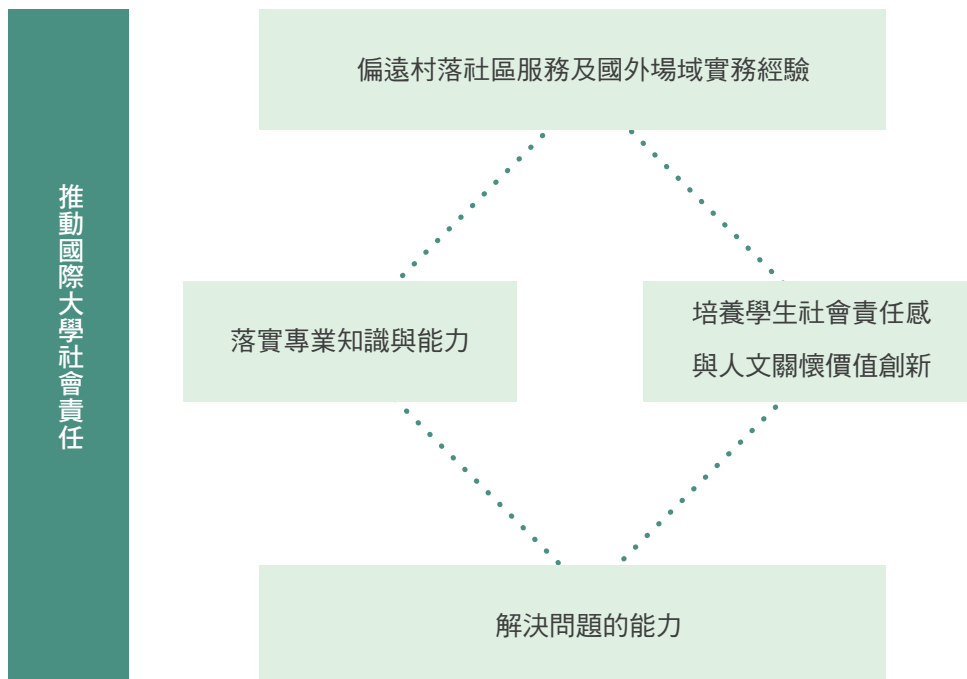 推動國際大學社會責任
偏遠村落社區服務及國外場域實務經驗
落實專業知識與能力
培養學生社會責任感
與人文關懷價值創新
解決問題的能力